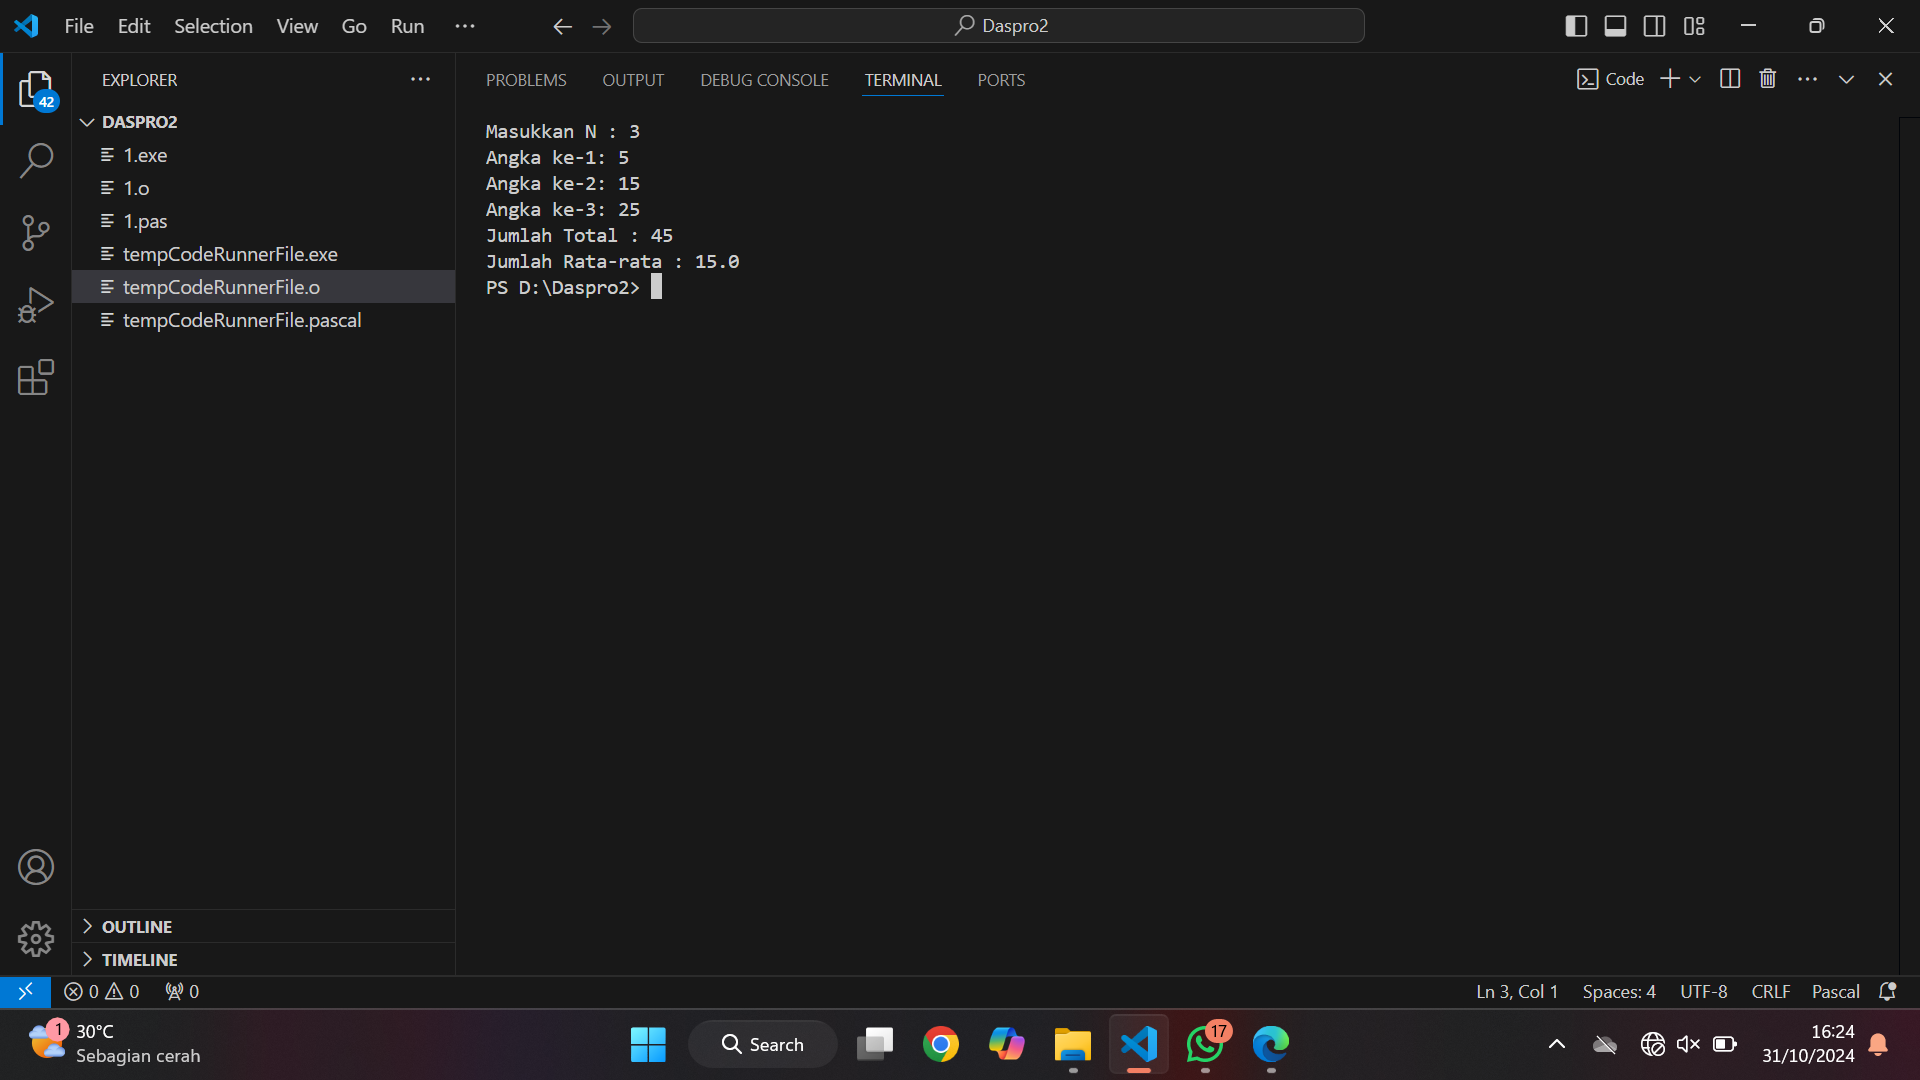 File Edit Selection View Go Run ···
Daspro2
42
EXPLORER
DASPRO2
1.exe
1.o
1.pas
tempCodeRunnerFile.exe
tempCodeRunnerFile.o
tempCodeRunnerFile.pascal
OUTLINE
TIMELINE
PROBLEMS OUTPUT DEBUG CONSOLE TERMINAL PORTS
Code
Masukkan N : 3
Angka ke-1: 5
Angka ke-2: 15
Angka ke-3: 25
Jumlah Total : 45
Jumlah Rata-rata : 15.0
PS D:\Daspro2>
0 0 0
Ln 3, Col 1 Spaces: 4 UTF-8 CRLF Pascal
1
30°C
Sebagian cerah
Search
17
16:24
31/10/2024